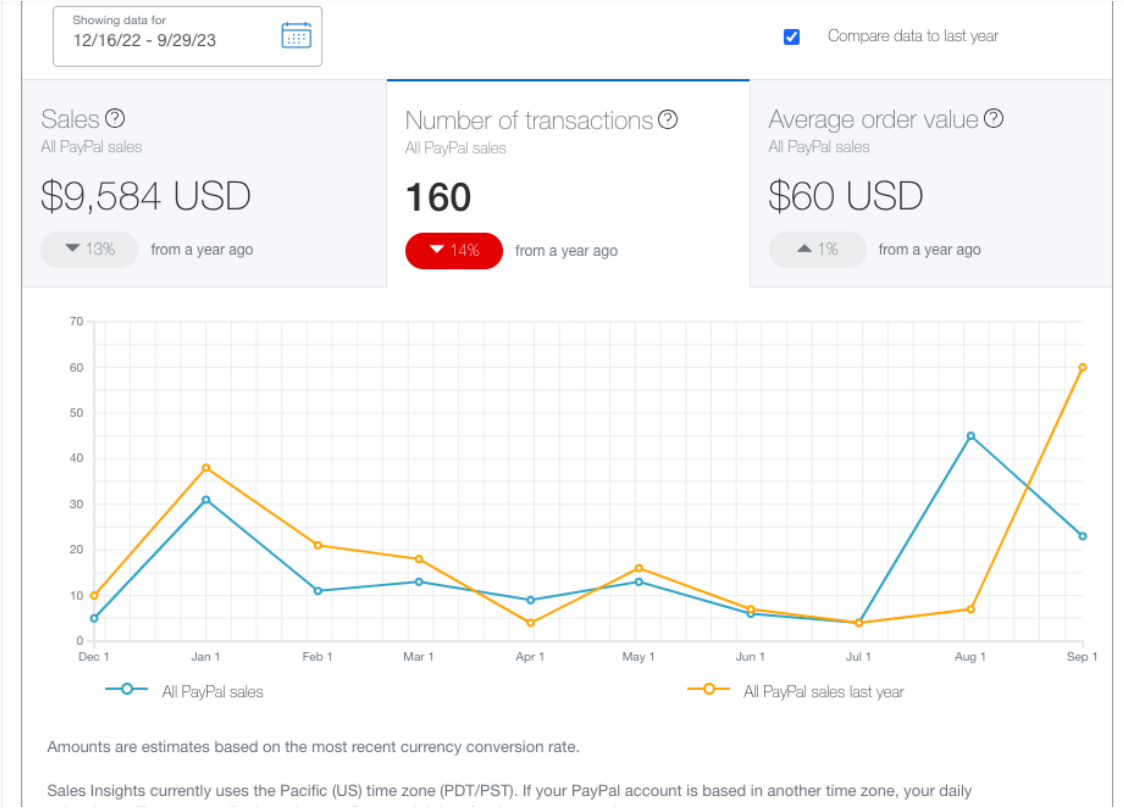 Showing data for
12/16/22 - 9/29/23
Compare data to last year
Sales ?
All PayPal sales
$9,584 USD
▼ 13% from a year ago
Number of transactions ?
All PayPal sales
160
▼ 14% from a year ago
Average order value ?
All PayPal sales
$60 USD
▲ 1% from a year ago
70
60
50
40
30
20
10
0
Dec 1 Jan 1 Feb 1 Mar 1 Apr 1 May 1 Jun 1 Jul 1 Aug 1 Sep 1
All PayPal sales All PayPal sales last year
Amounts are estimates based on the most recent currency conversion rate.
Sales Insights currently uses the Pacific (US) time zone (PDT/PST). If your PayPal account is based in another time zone, your daily